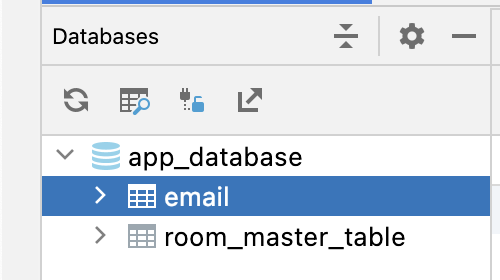 Databases
app_database
email
room_master_table